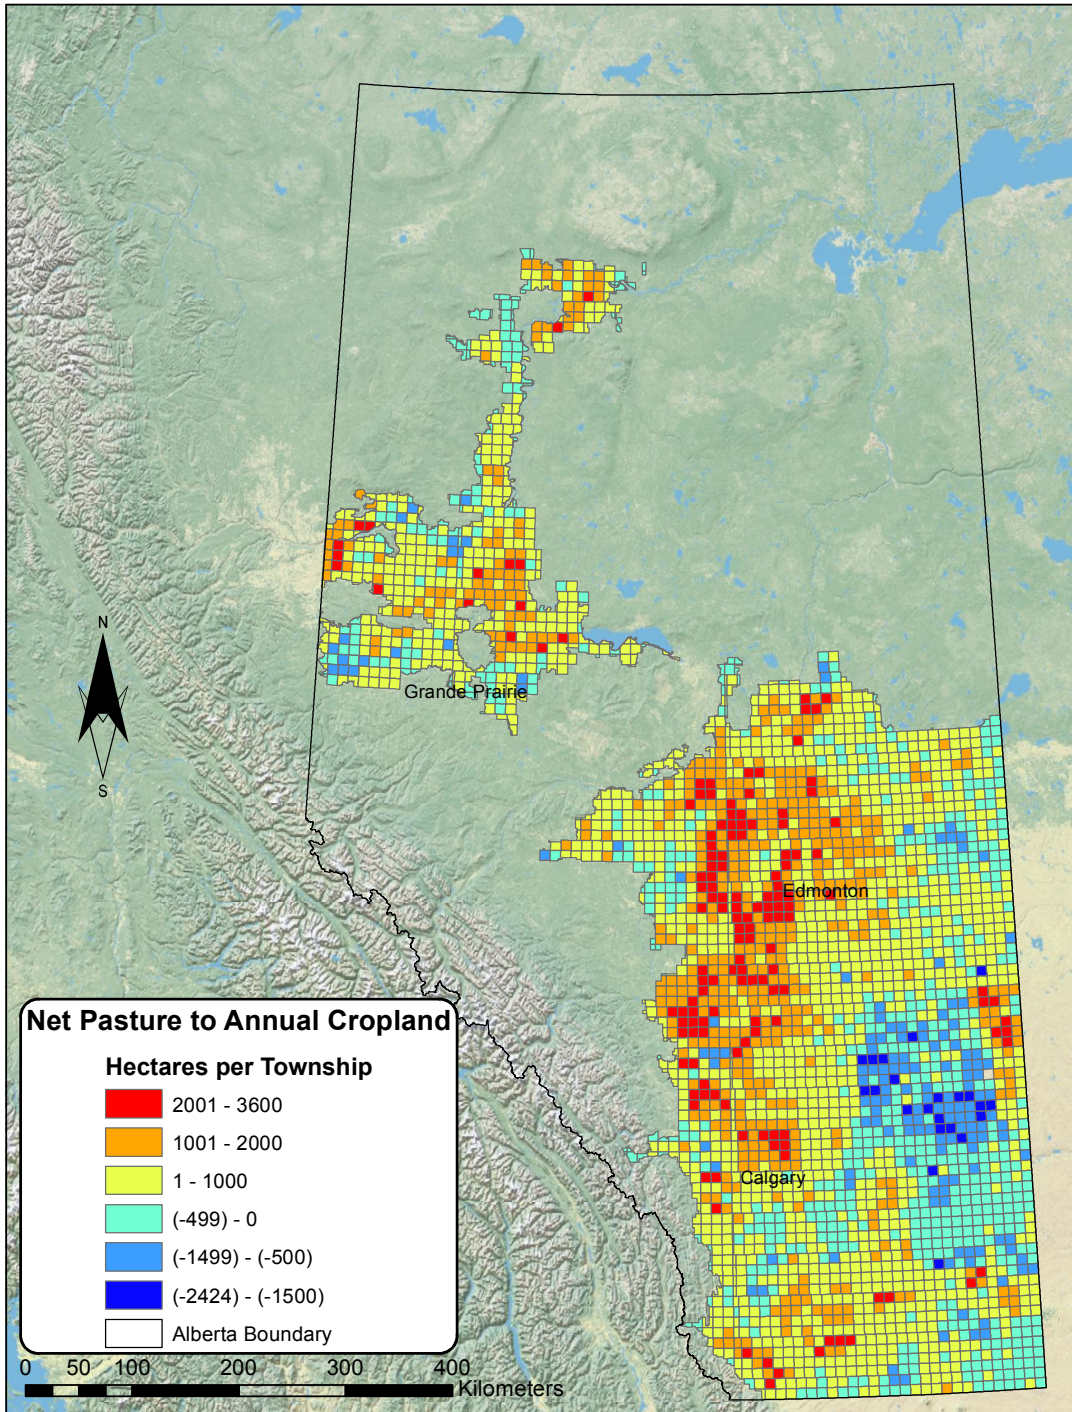 N
S
Grande Prairie
Edmonton
Calgary
Net Pasture to Annual Cropland
Hectares per Township
2001 - 3600
1001 - 2000
1 - 1000
(-499) - 0
(-1499) - (-500)
(-2424) - (-1500)
Alberta Boundary
0 50 100 200 300 400
Kilometers